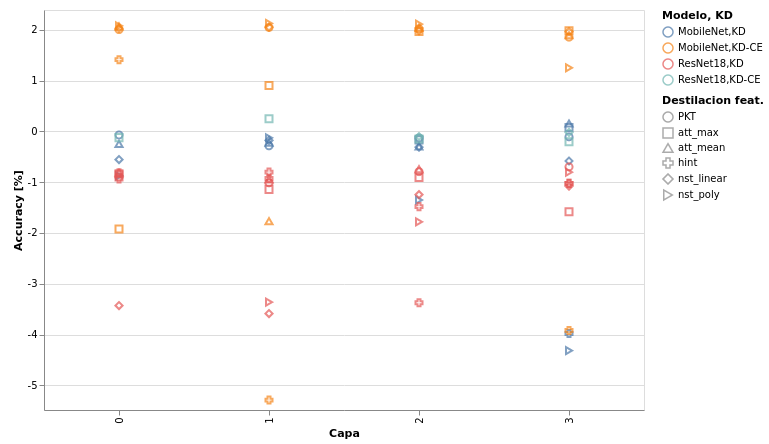 Modelo, KD
MobileNet,KD
MobileNet,KD-CE
ResNet18,KD
ResNet18,KD-CE
Destilacion feat.
PKT
att_max
att_mean
hint
nst_linear
nst_poly
Accuracy [%]
2
1
0
-1
-2
-3
-4
-5
0
1
2
3
Capa